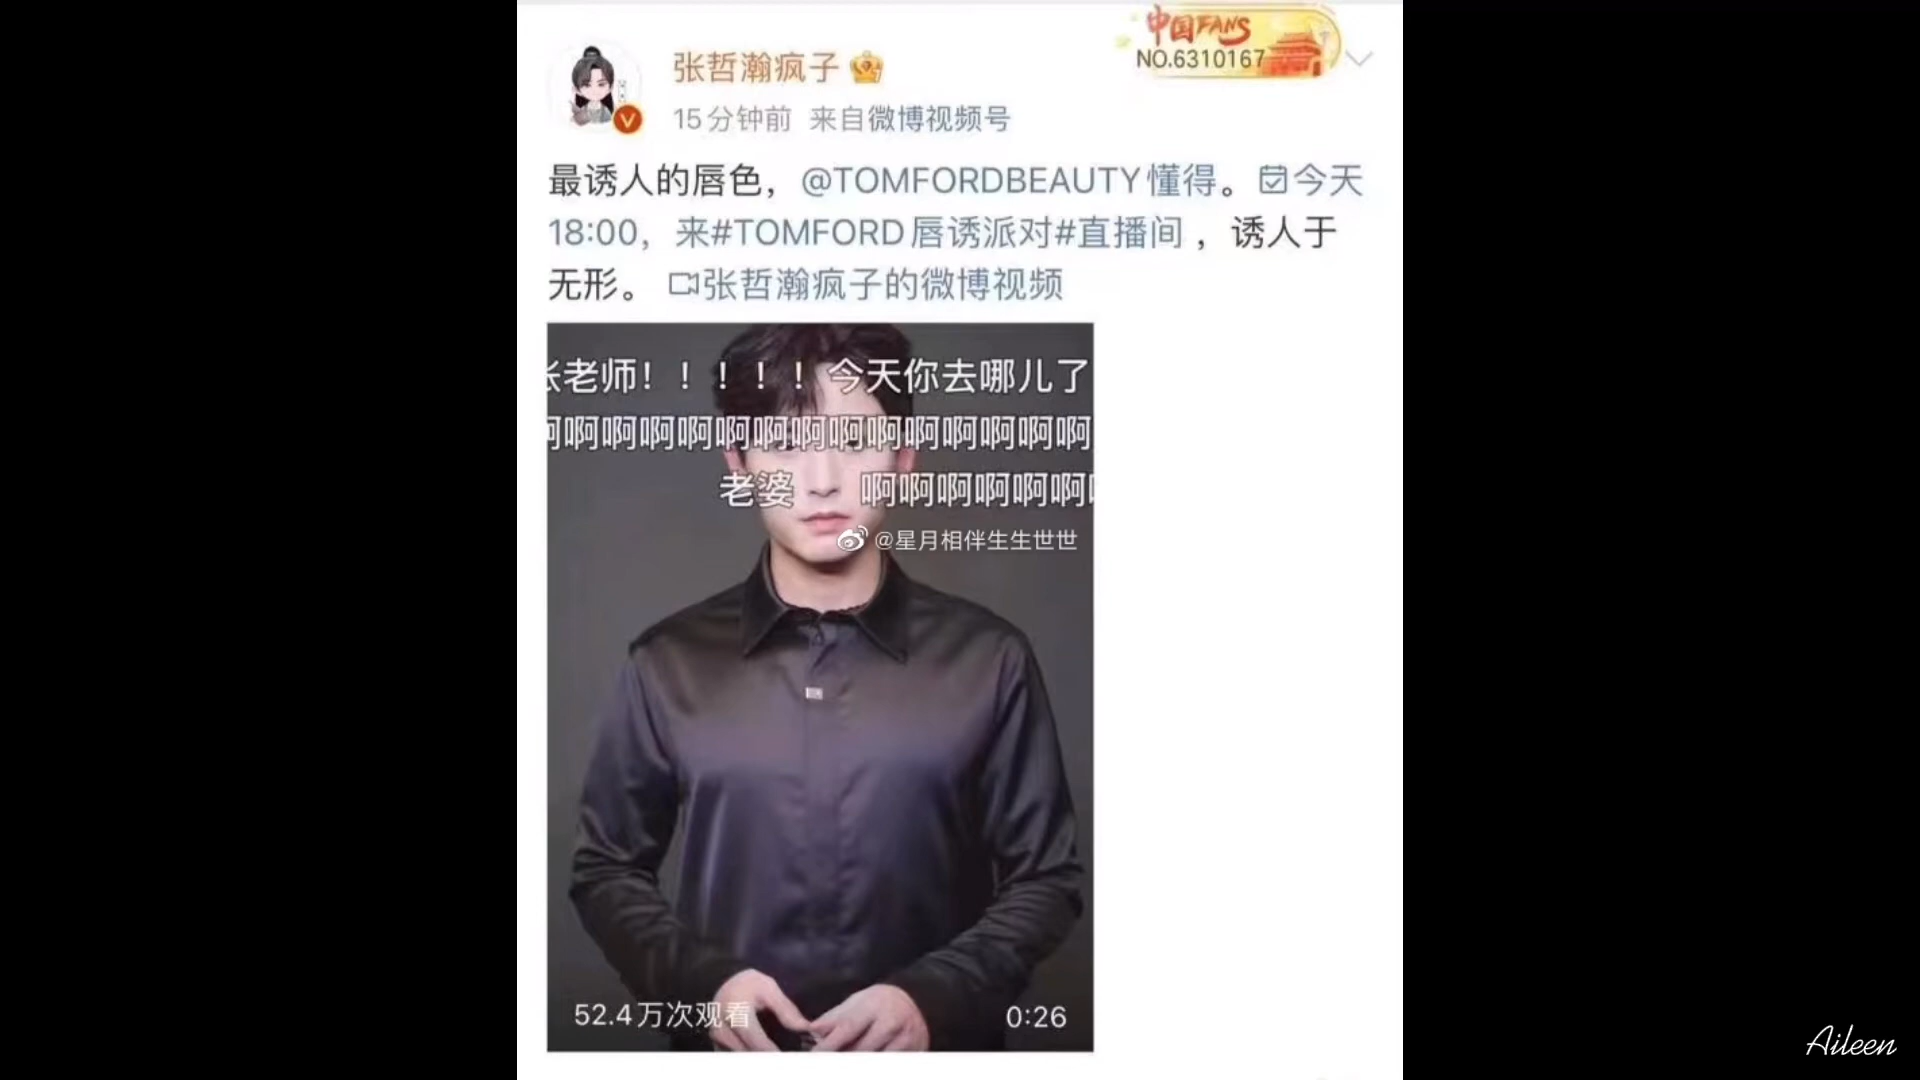 中国FANS
NO.6310167
张哲瀚疯子
15分钟前 来自微博视频号
最诱人的唇色，@TOMFORDBEAUTY懂得。今天
18:00，来#TOMFORD唇诱派对#直播间，诱人于
无形。张哲瀚疯子的微博视频
张老师！！！！！今天你去哪儿了
啊啊啊啊啊啊啊啊啊啊啊啊啊啊啊
老婆 啊啊啊啊啊啊
@星月相伴生生世世
52.4万次观看 0:26
Aileen